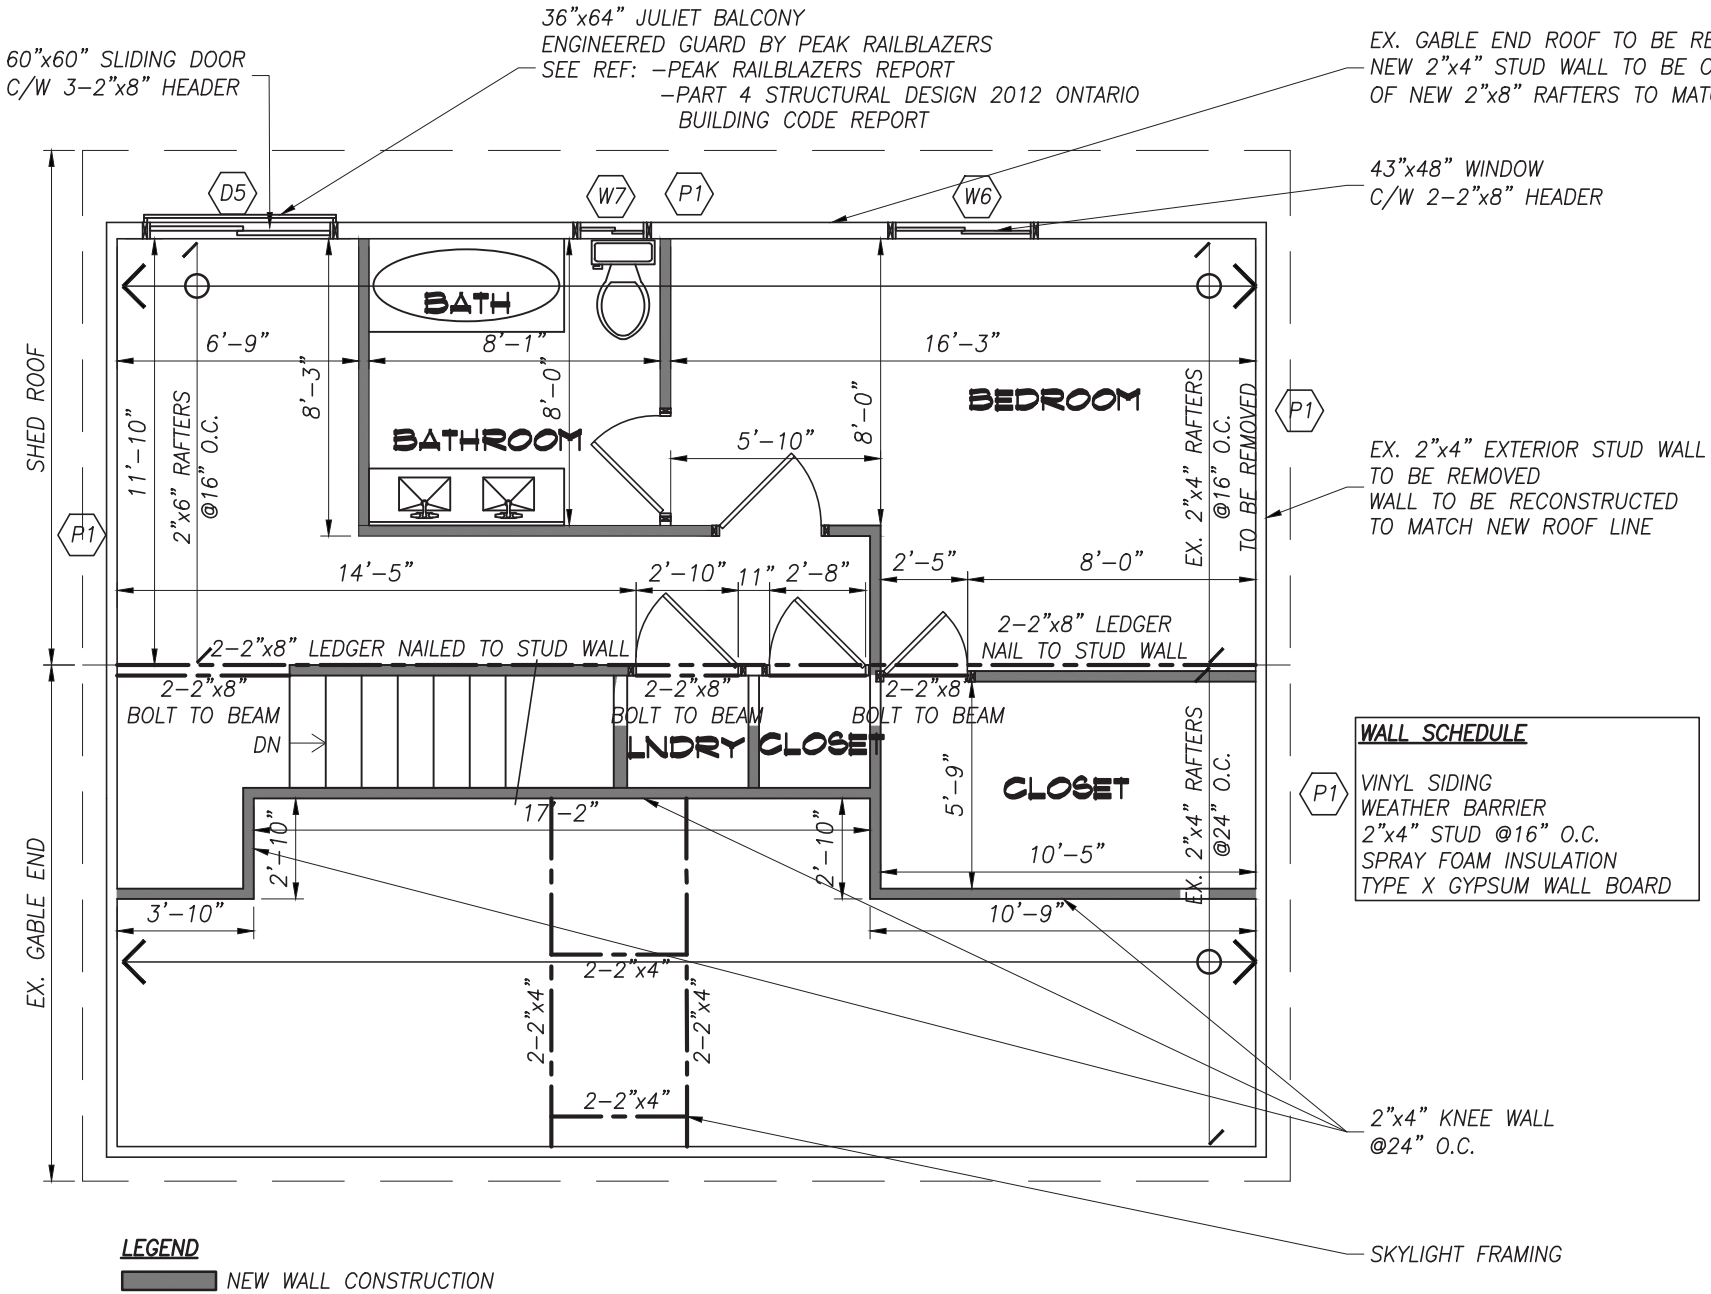 60"x60" SLIDING DOOR
C/W 3-2"x8" HEADER
36"x64" JULIET BALCONY
ENGINEERED GUARD BY PEAK RAILBLAZERS
SEE REF: -PEAK RAILBLAZERS REPORT
-PART 4 STRUCTURAL DESIGN 2012 ONTARIO
BUILDING CODE REPORT
EX. GABLE END ROOF TO BE RE
NEW 2"x4" STUD WALL TO BE
OF NEW 2"x8" RAFTERS TO
43"x48" WINDOW
C/W 2-2"x8" HEADER
D5
W7
P1
W6
BATH
6'-9"
8'-1"
16'-3"
SHED ROOF
11'-10"
2"x6" RAFTERS
@16" O.C.
8'-3"
8'-0"
8'-0"
BATHROOM
BEDROOM
5'-10"
EX. 2"x4" RAFTERS
@16" O.C.
TO BE REMOVED
P1
P1
EX. 2"x4" EXTERIOR STUD WALL
TO BE REMOVED
WALL TO BE RECONSTRUCTED
TO MATCH NEW ROOF LINE
14'-5"
2'-10"
11"
2'-8"
2'-5"
8'-0"
2-2"x8" LEDGER NAILED TO STUD WALL
2-2"x8" LEDGER
NAIL TO STUD WALL
2-2"x8"
BOLT TO BEAM
2-2"x8"
BOLT TO BEAM
2-2"x8"
BOLT TO BEAM
DN
LNDRY
CLOSET
CLOSET
5'-9"
EX. 2"x4" RAFTERS
@24" O.C.
EX. GABLE END
17'-2"
2'-10"
2'-10"
10'-5"
3'-10"
10'-9"
2-2"x4"
2-2"x4"
2-2"x4"
2-2"x4"
P1
WALL SCHEDULE
VINYL SIDING
WEATHER BARRIER
2"x4" STUD @16" O.C.
SPRAY FOAM INSULATION
TYPE X GYPSUM WALL BOARD
2"x4" KNEE WALL
@24" O.C.
SKYLIGHT FRAMING
LEGEND
NEW WALL CONSTRUCTION